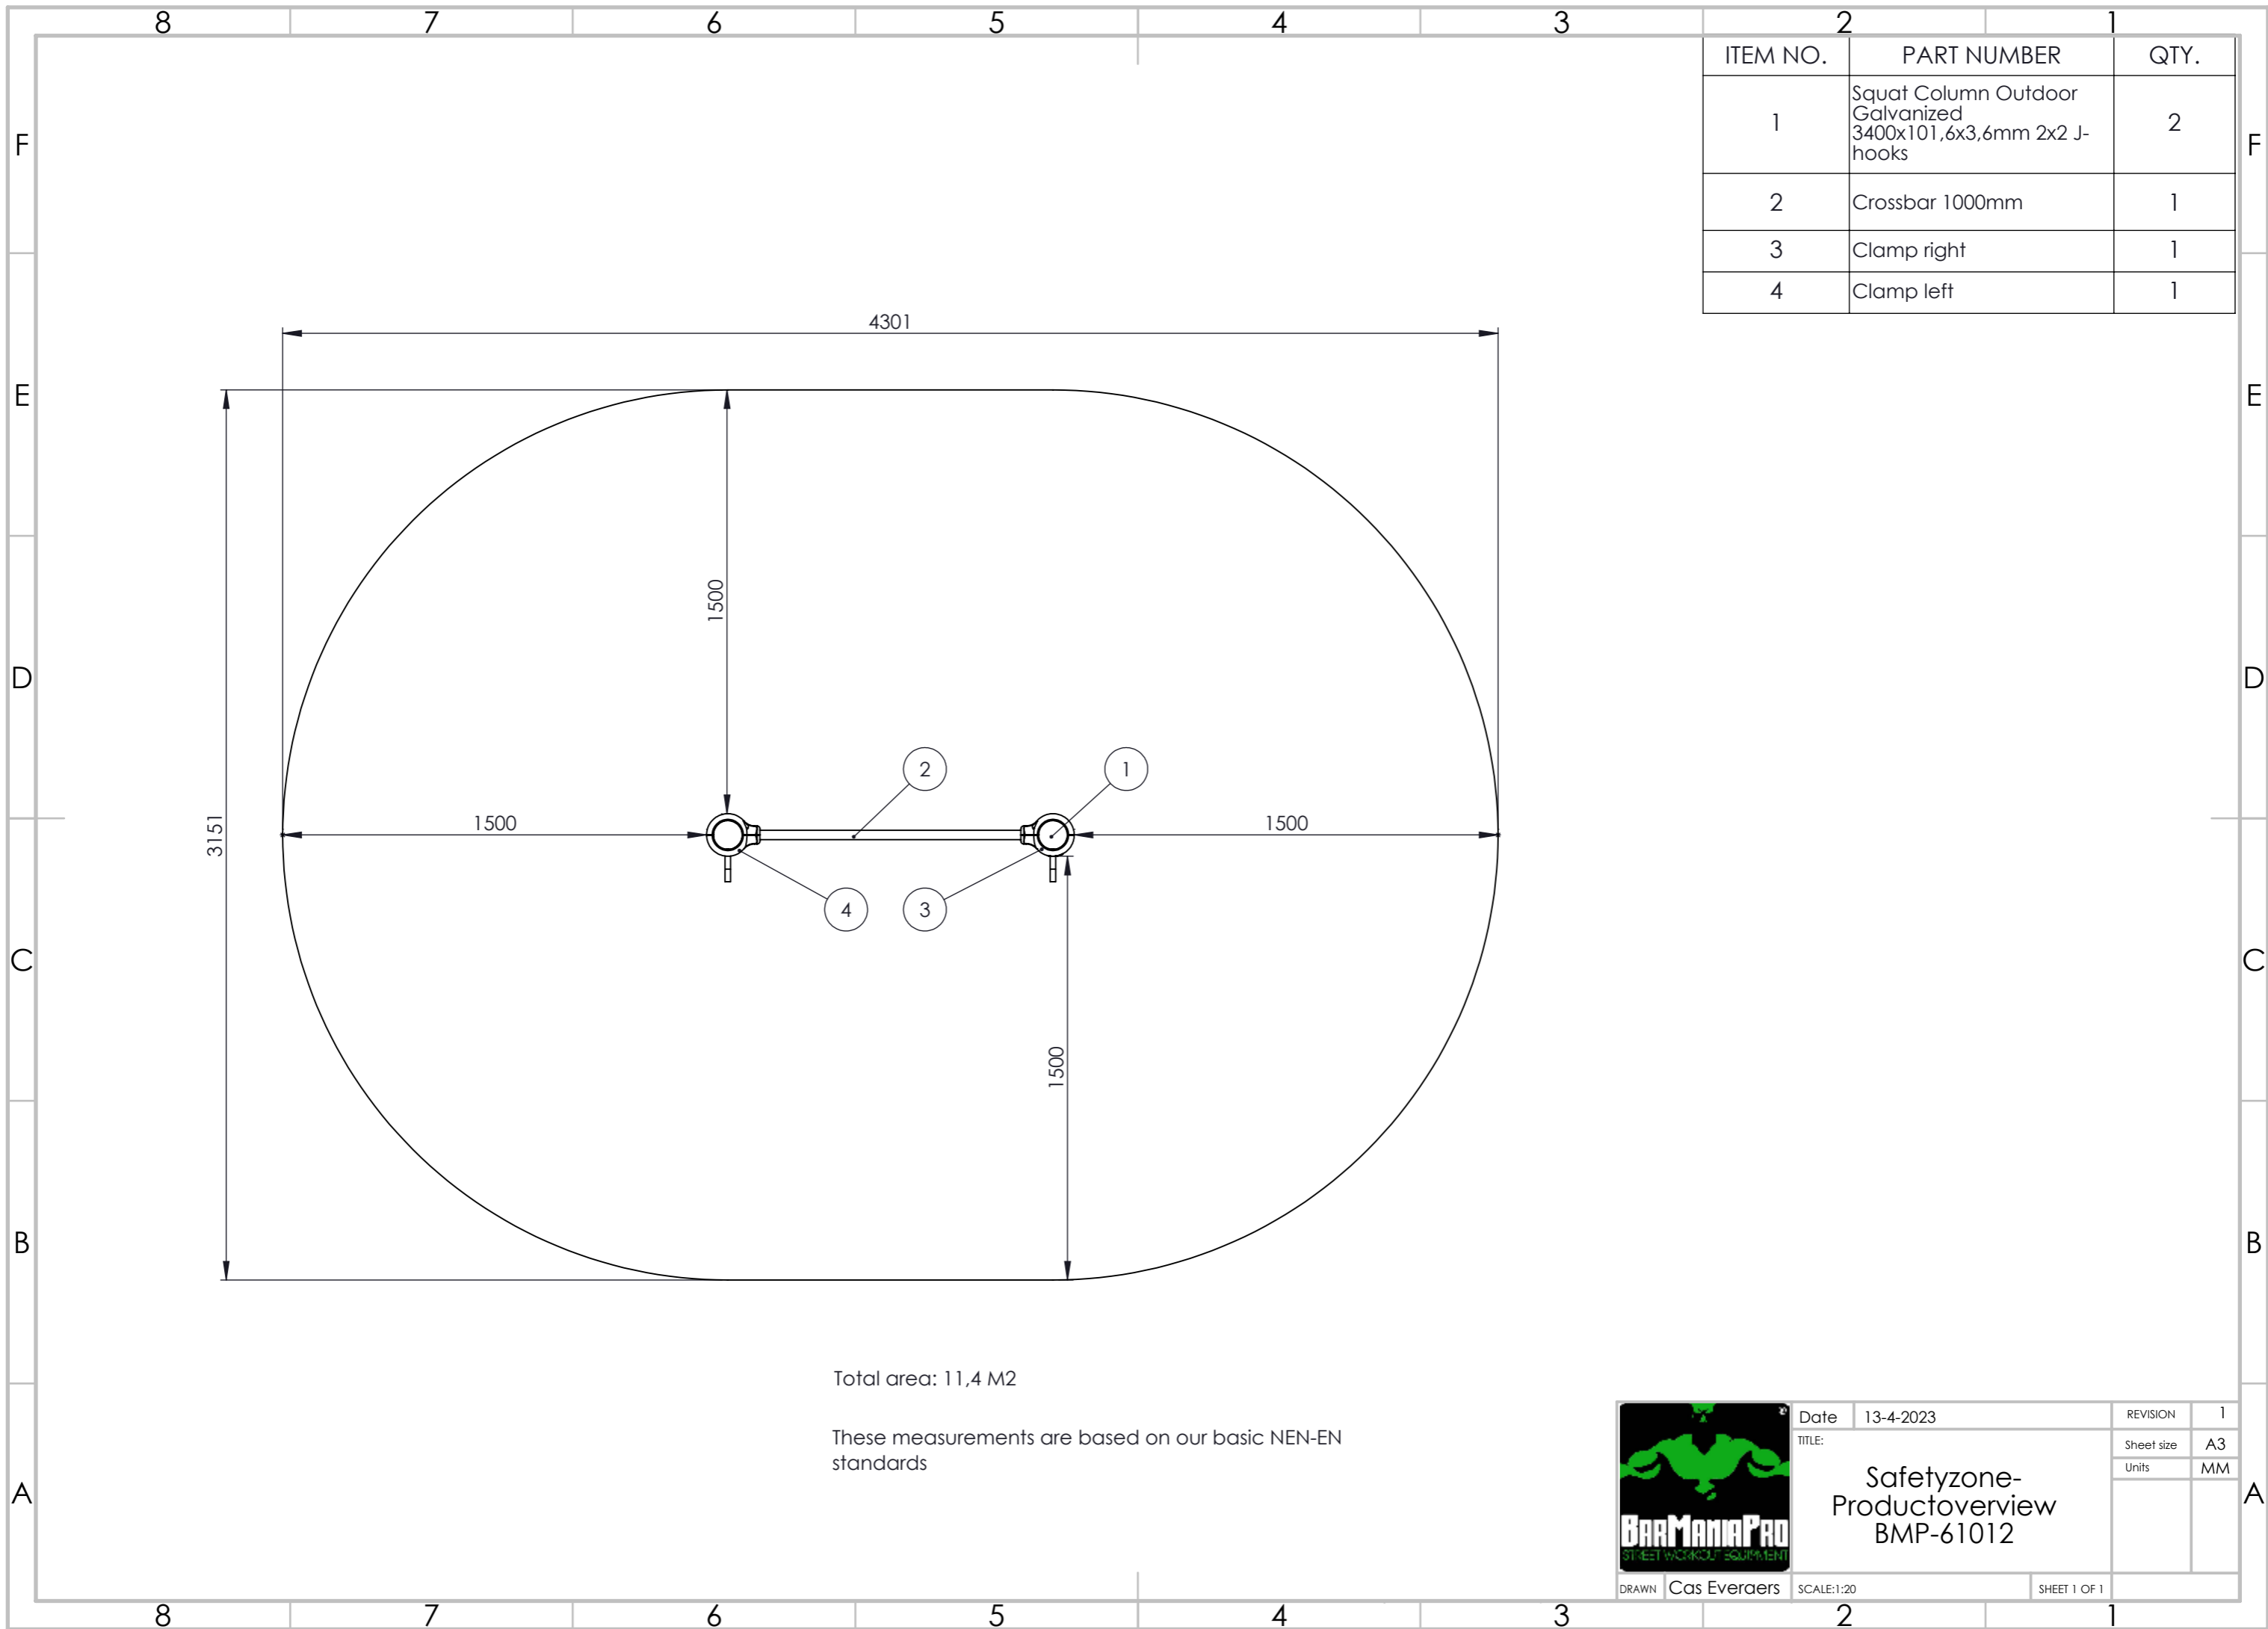 8 7 6 5 4 3 2 1
ITEM NO. PART NUMBER QTY.
1 Squat Column Outdoor Galvanized 3400x101,6x3,6mm 2x2 J-hooks 2
2 Crossbar 1000mm 1
3 Clamp right 1
4 Clamp left 1
F F
E E
D D
C C
B B
A A
4301
1500
3151
1500
1500
1500
2
1
4
3
Total area: 11,4 M2
These measurements are based on our basic NEN-EN
standards
BARMANIAPRO
STREET WORKOUT EQUIPMENT
Date 13-4-2023
REVISION 1
TITLE:
Safetyzone-
Productoverview
BMP-61012
Sheet size A3
Units MM
DRAWN Cas Everaers
SCALE:1:20
SHEET 1 OF 1
8 7 6 5 4 3 2 1